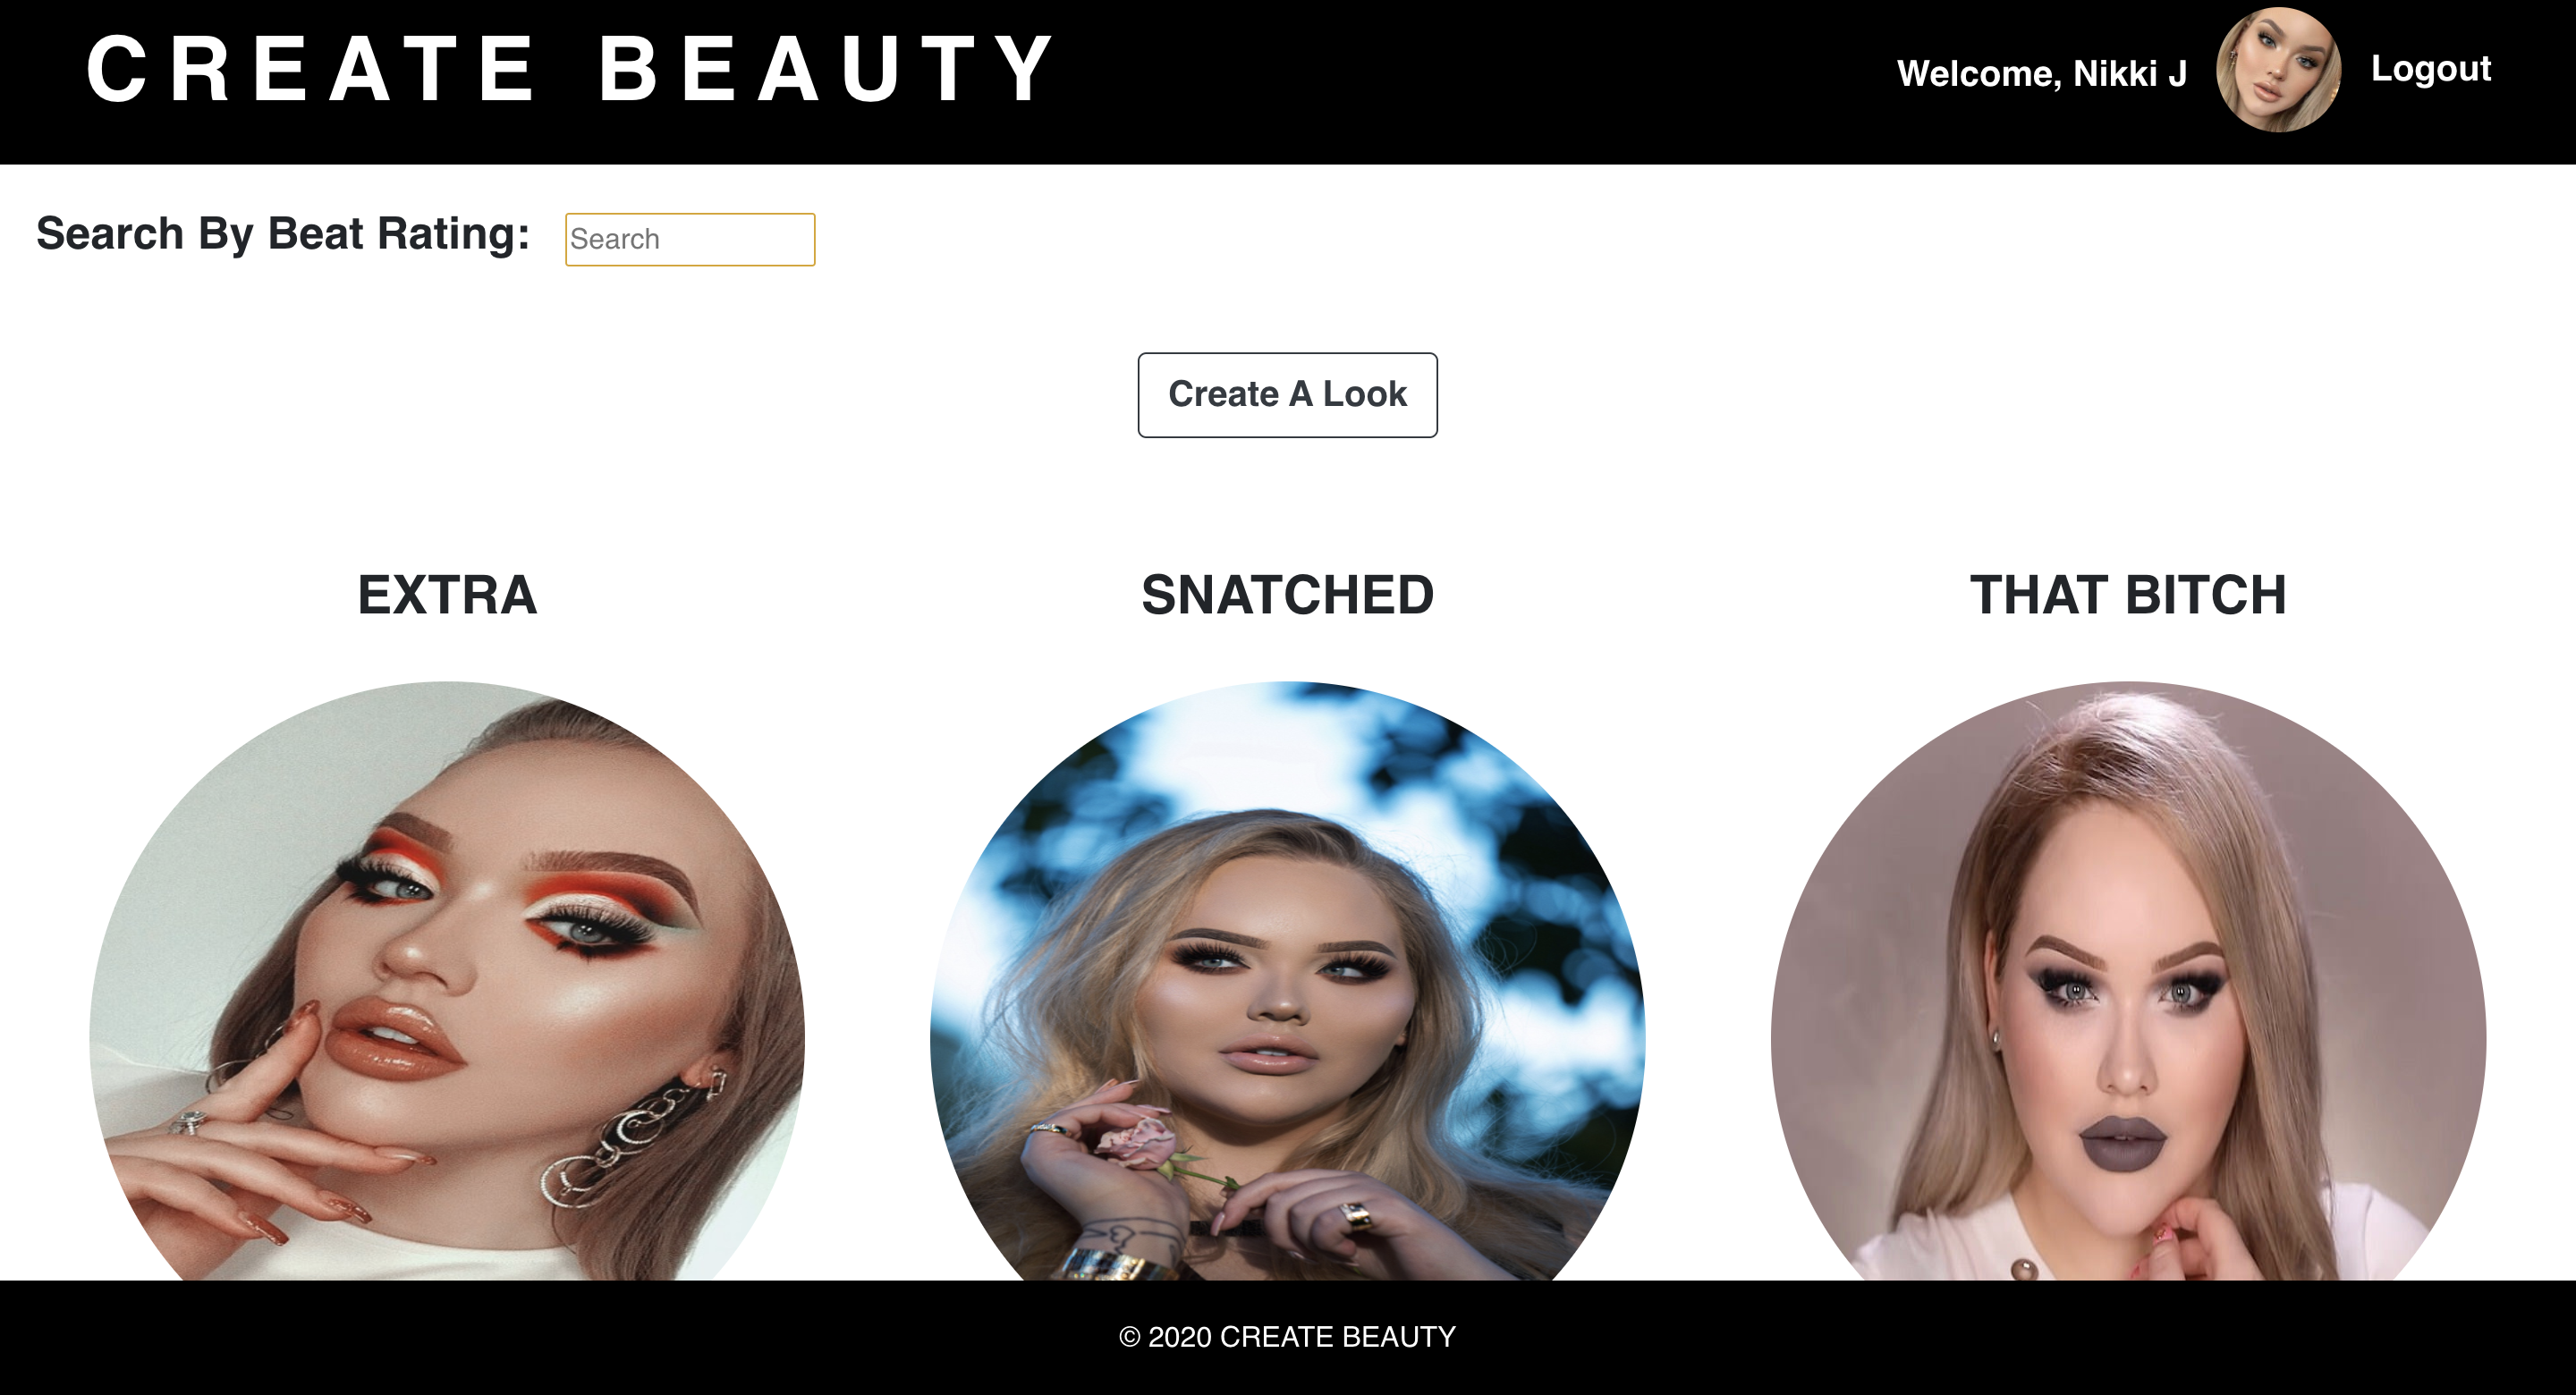 CREATE BEAUTY
Welcome, Nikki J
Logout
Search By Beat Rating:
Search
Create A Look
EXTRA
SNATCHED
THAT BITCH
© 2020 CREATE BEAUTY